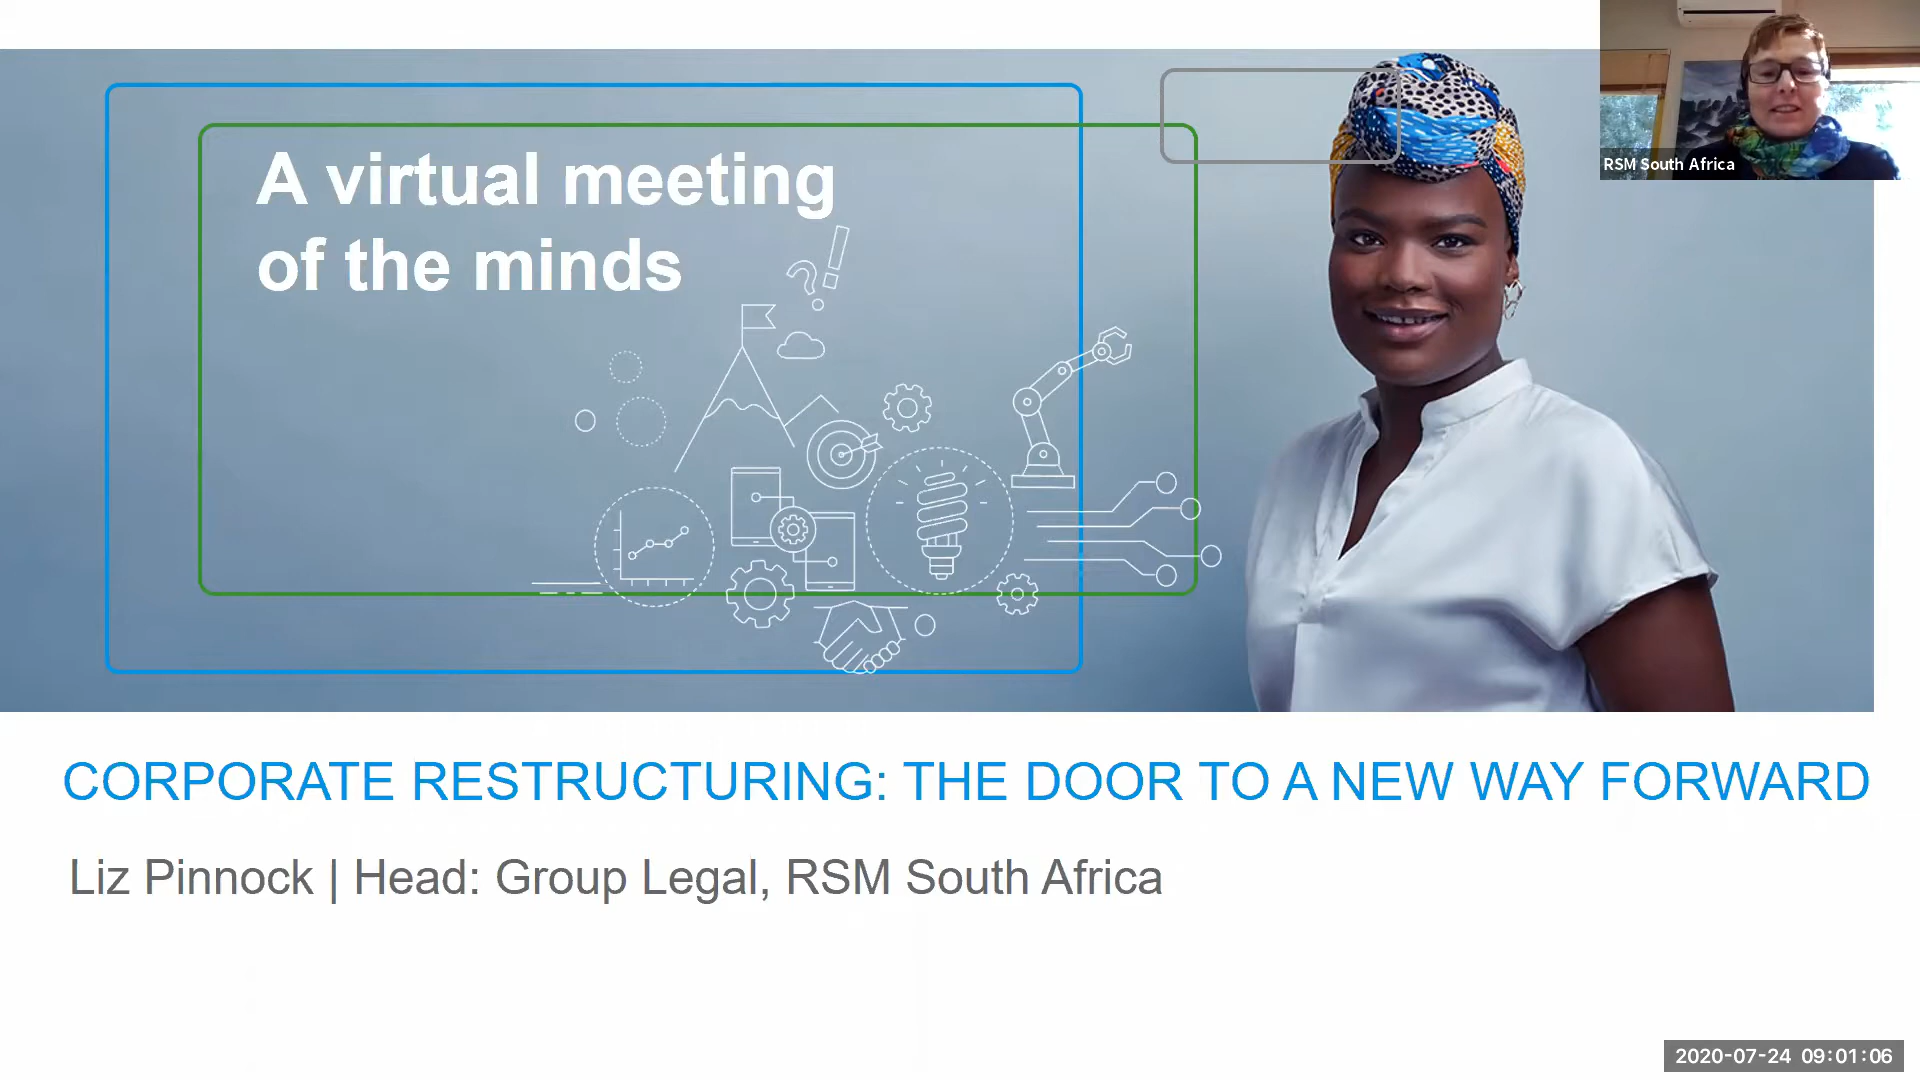 A virtual meeting
of the minds
RSM South Africa
CORPORATE RESTRUCTURING: THE DOOR TO A NEW WAY FORWARD
Liz Pinnock | Head: Group Legal, RSM South Africa
2020-07-24 09:01:06